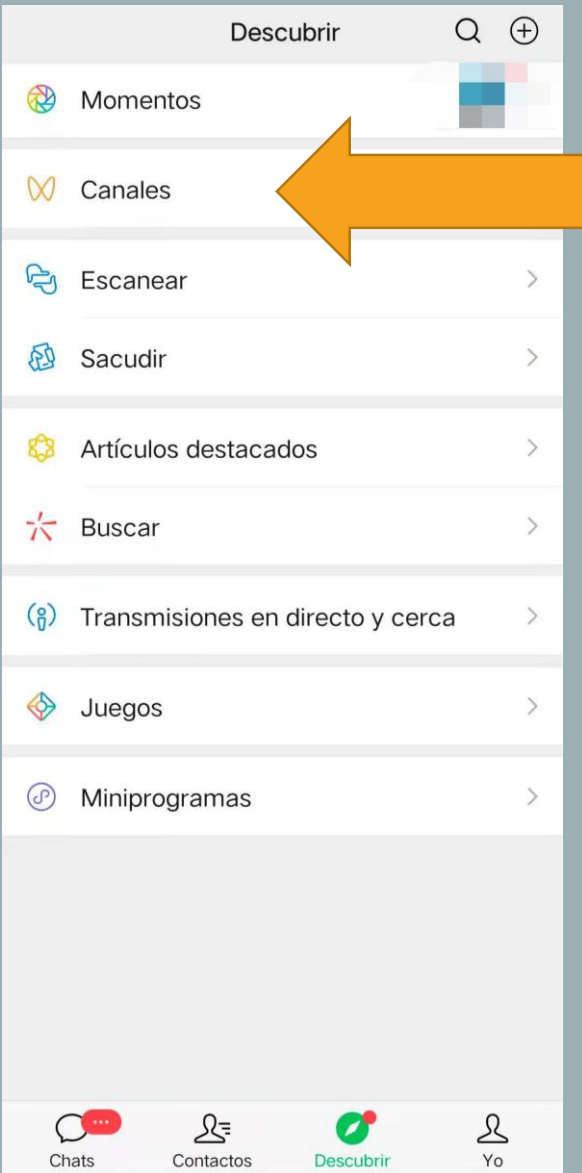 Descubrir
Momentos
Canales
Escanear
Sacudir
Artículos destacados
Buscar
Transmisiones en directo y cerca
Juegos
Miniprogramas
Chats
Contactos
Descubrir
Yo